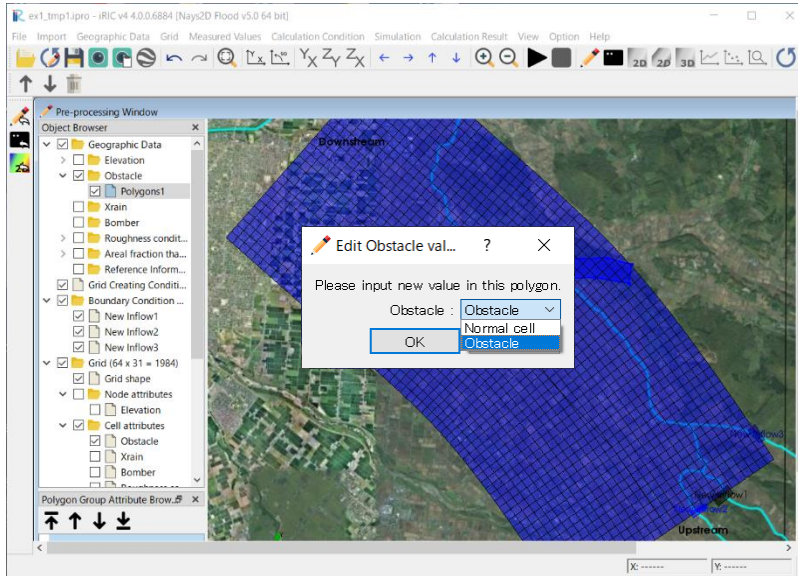 ex1_tmp1.ipro - iRIC v4 4.0.0.6884 [Nays2D Flood v5.0 64 bit]
File Import Geographic Data Grid Measured Values Calculation Condition Simulation Calculation Result View Option Help
2D 2D 3D
Pre-processing Window
Object Browser
Geographic Data
Elevation
Obstacle
Polygons1
Xrain
Bomber
Roughness condit...
Areal fraction tha...
Reference Inform...
Grid Creating Conditi...
Boundary Condition ...
New Inflow1
New Inflow2
New Inflow3
Grid (64 x 31 = 1984)
Grid shape
Node attributes
Elevation
Cell attributes
Obstacle
Xrain
Bomber
Polygon Group Attribute Brow...
Downstream
Edit Obstacle val... ?
Please input new value in this polygon.
Obstacle : Obstacle
Normal cell
Obstacle
OK
Upstream
X: ------ Y: ------